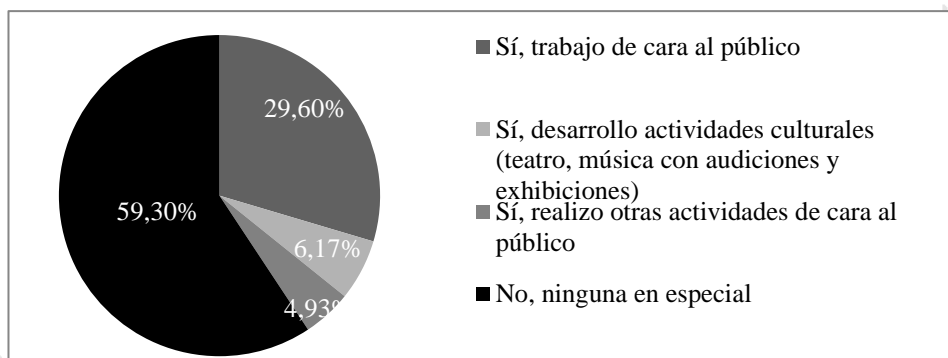 29,60%
6,17%
4,93%
59,30%
Sí, trabajo de cara al público
Sí, desarrollo actividades culturales
(teatro, música con audiciones y
exhibiciones)
Sí, realizo otras actividades de cara al
público
No, ninguna en especial